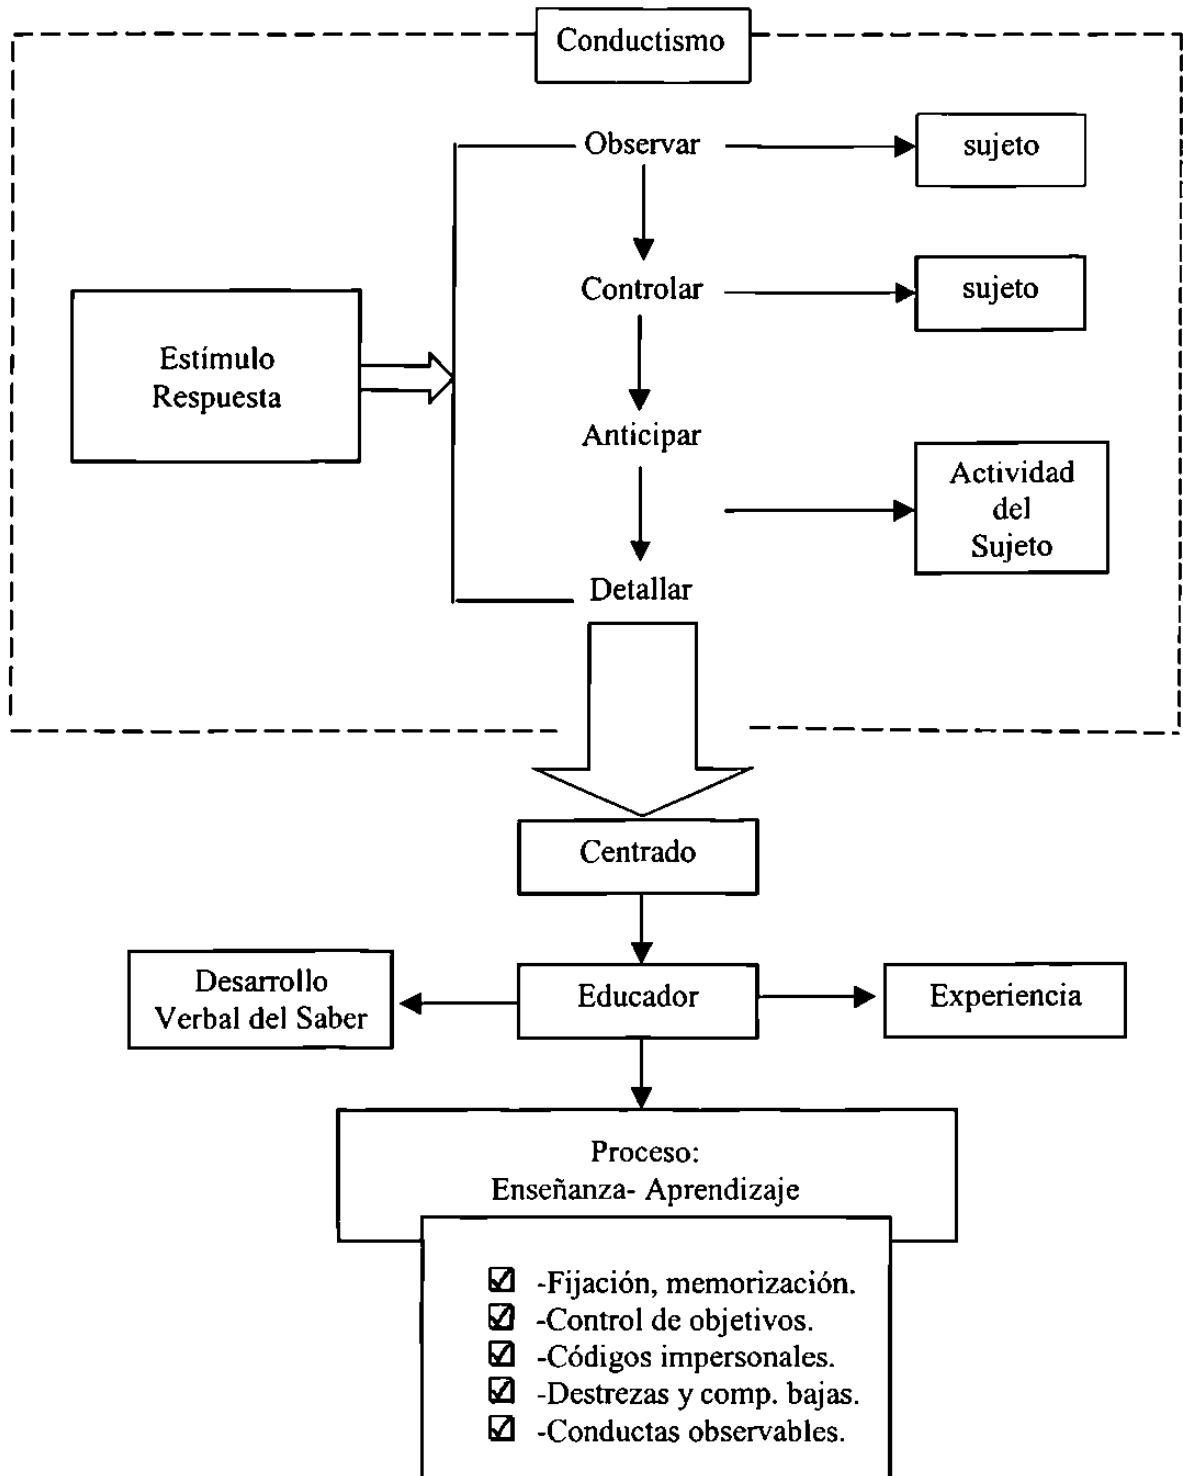 Conductismo
Observar
sujeto
Controlar
sujeto
Estímulo
Respuesta
Anticipar
Actividad
del
Sujeto
Detallar
Centrado
Desarrollo
Verbal del Saber
Educador
Experiencia
Proceso:
Enseñanza- Aprendizaje
☑ -Fijación, memorización.
☑ -Control de objetivos.
☑ -Códigos impersonales.
☑ -Destrezas y comp. bajas.
☑ -Conductas observables.